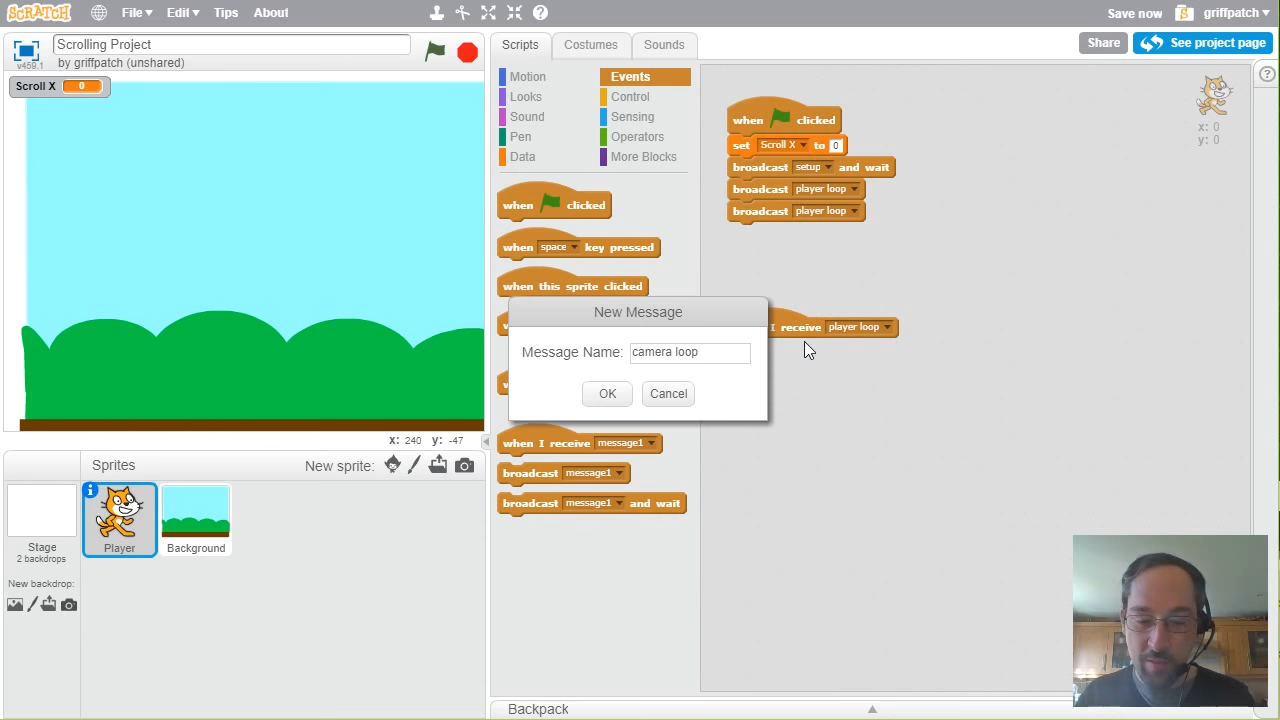 SCRATCH File Edit Tips About Save now griffpatch
Scrolling Project
by griffpatch (unshared)
v459.1
Scripts Costumes Sounds
Share See project page
Scroll X 0
Motion Events
Looks Control
Sound Sensing
Pen Operators
Data More Blocks
when clicked
when space key pressed
when this sprite clicked
when I receive message1
broadcast message1
broadcast message1 and wait
when clicked
set Scroll X to 0
broadcast setup and wait
broadcast player loop
broadcast player loop
I receive player loop
x: 0
y: 0
New Message
Message Name: camera loop
OK Cancel
x: 240 y: -47
Sprites New sprite:
Stage
2 backdrops
New backdrop:
Player
Background
Backpack